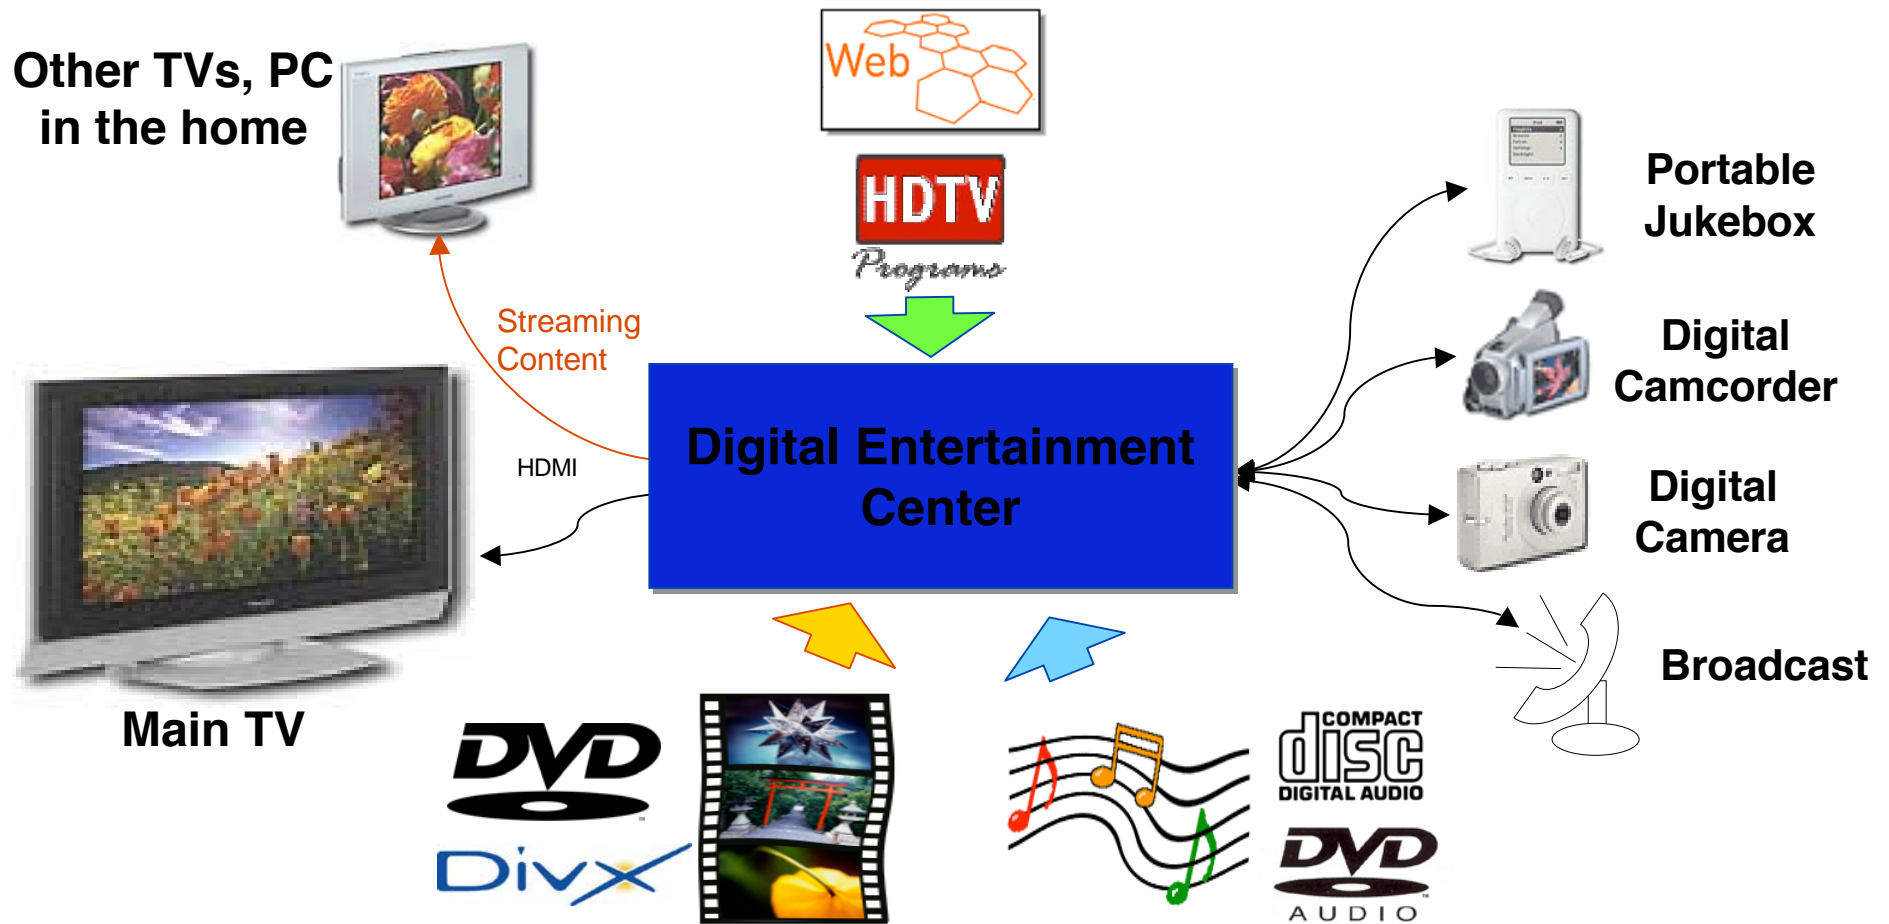 Other TVs, PC
in the home
Web
HDTV
Programs
Portable
Jukebox
Streaming
Content
Digital
Camcorder
HDMI
Digital Entertainment
Center
Digital
Camera
Broadcast
Main TV
DVD
DivX
COMPACT
disc
DIGITAL AUDIO
DVD
AUDIO